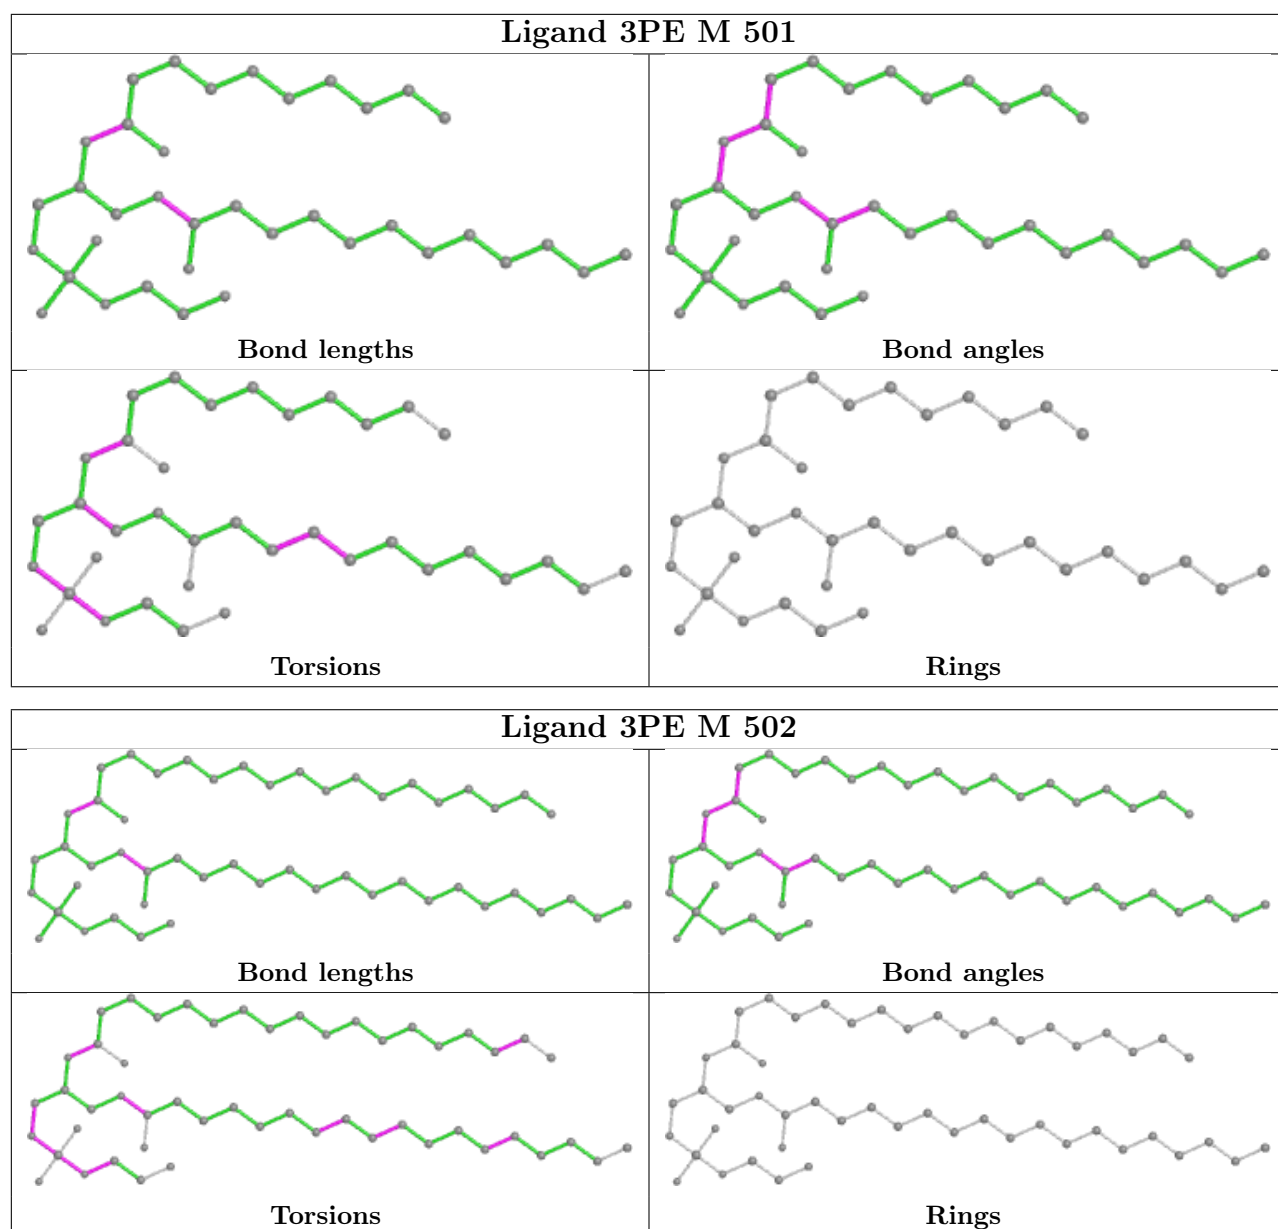 Ligand 3PE M 501
Bond lengths
Bond angles
Torsions
Rings
Ligand 3PE M 502
Bond lengths
Bond angles
Torsions
Rings